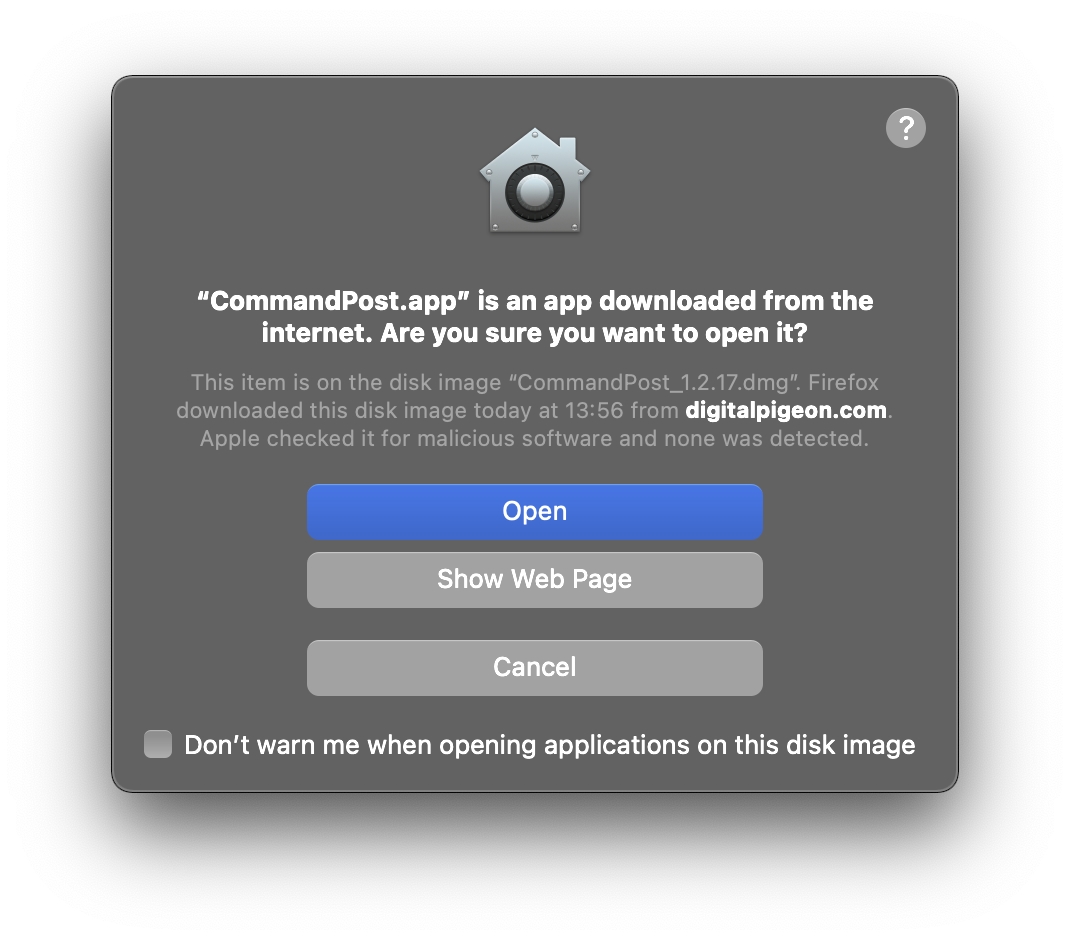 ?
“CommandPost.app” is an app downloaded from the
internet. Are you sure you want to open it?
This item is on the disk image “CommandPost_1.2.17.dmg”. Firefox
downloaded this disk image today at 13:56 from digitalpigeon.com.
Apple checked it for malicious software and none was detected.
Open
Show Web Page
Cancel
Don’t warn me when opening applications on this disk image